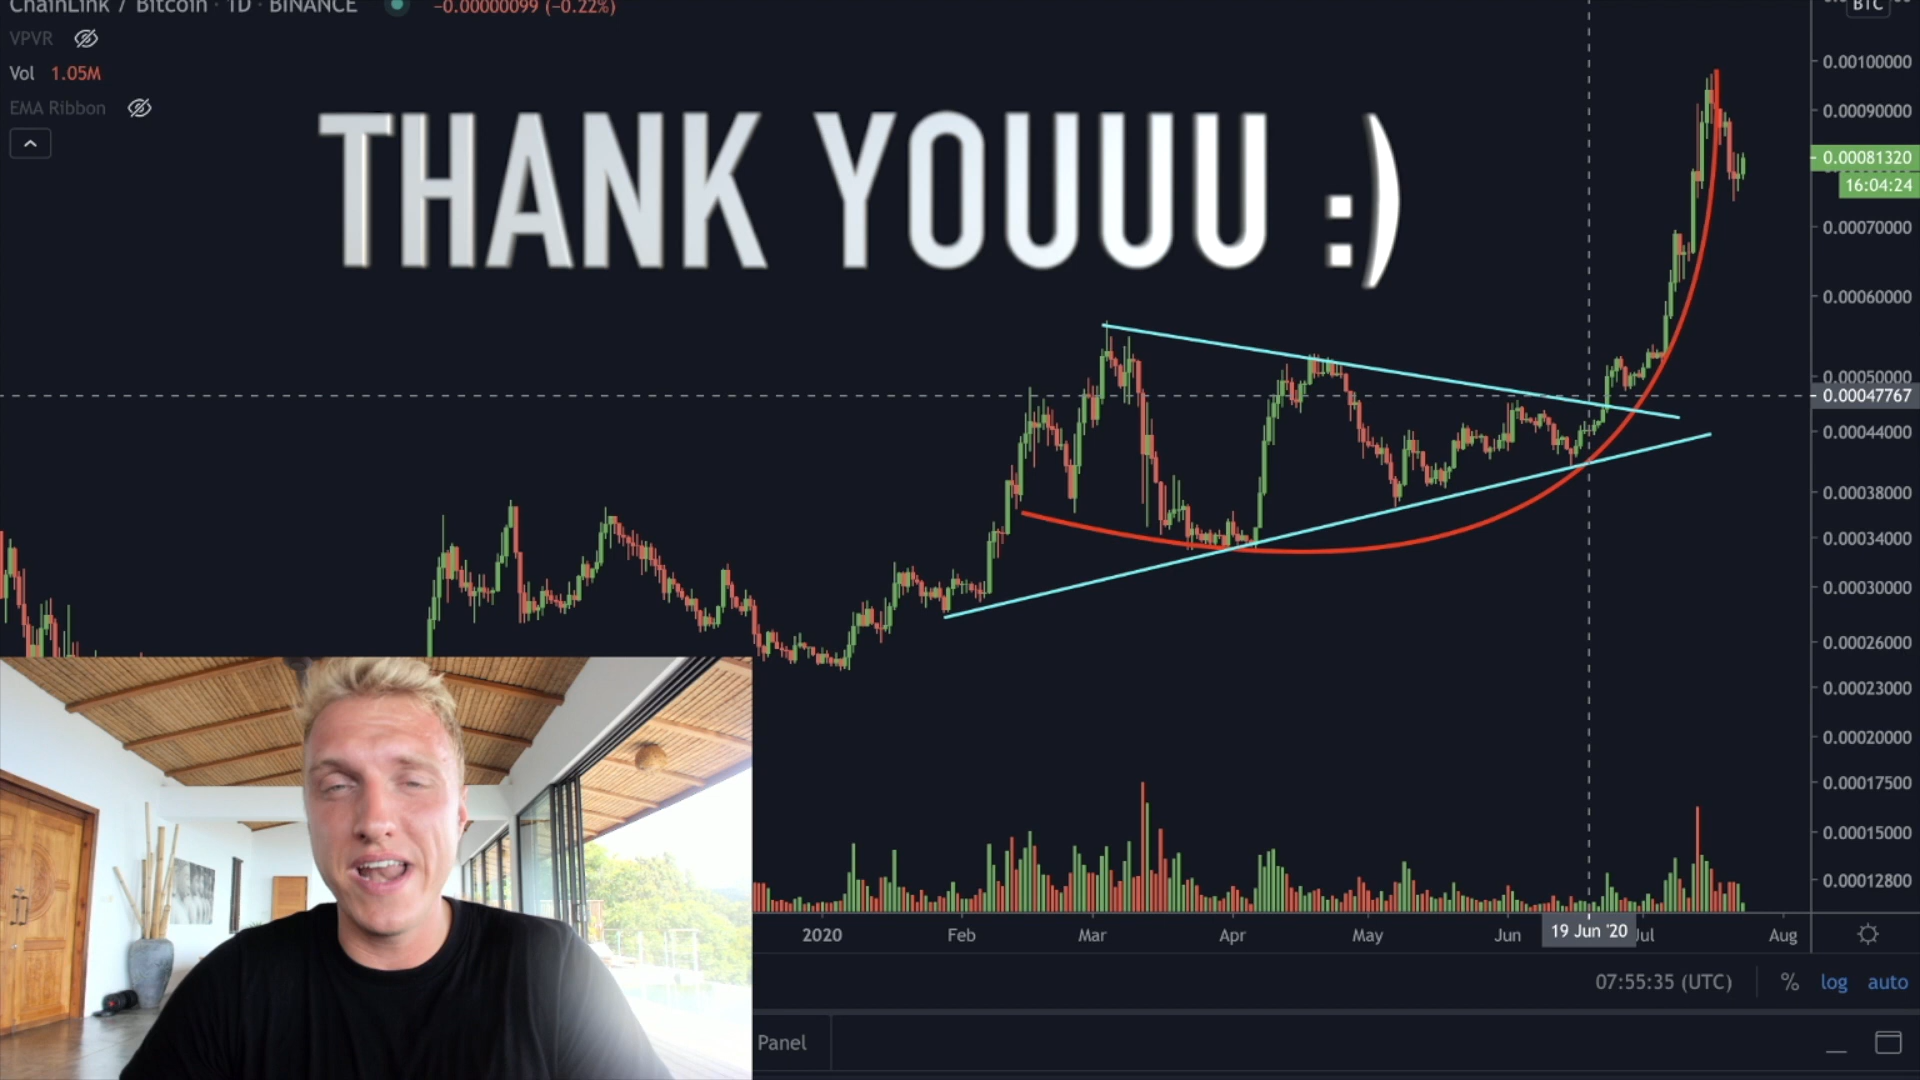 ChainLink / Bitcoin · 1D · BINANCE −0.00000099 (−0.22%)
BTC
VPVR
Vol 1.05M
EMA Ribbon
THANK YOUUU :)
0.00100000
0.00090000
0.00081320
16:04:24
0.00070000
0.00060000
0.00050000
0.00047767
0.00044000
0.00038000
0.00034000
0.00030000
0.00026000
0.00023000
0.00020000
0.00017500
0.00015000
0.00012800
2020 Feb Mar Apr May Jun 19 Jun '20 Jul Aug
07:55:35 (UTC) % log auto
Panel